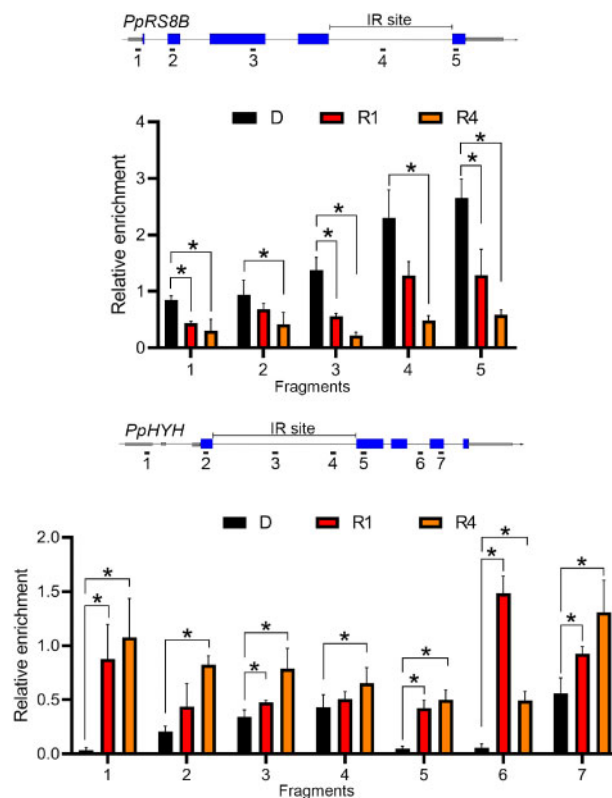 PpRS8B
IR site
1 2 3 4 5
D R1 R4
Relative enrichment
4
3
2
1
0
* * * * * * * *
1 2 3 4 5
Fragments
PpHYH
IR site
1 2 3 4 5 6 7
D R1 R4
Relative enrichment
2.0
1.5
1.0
0.5
0.0
* * * * * * * * * * * *
1 2 3 4 5 6 7
Fragments